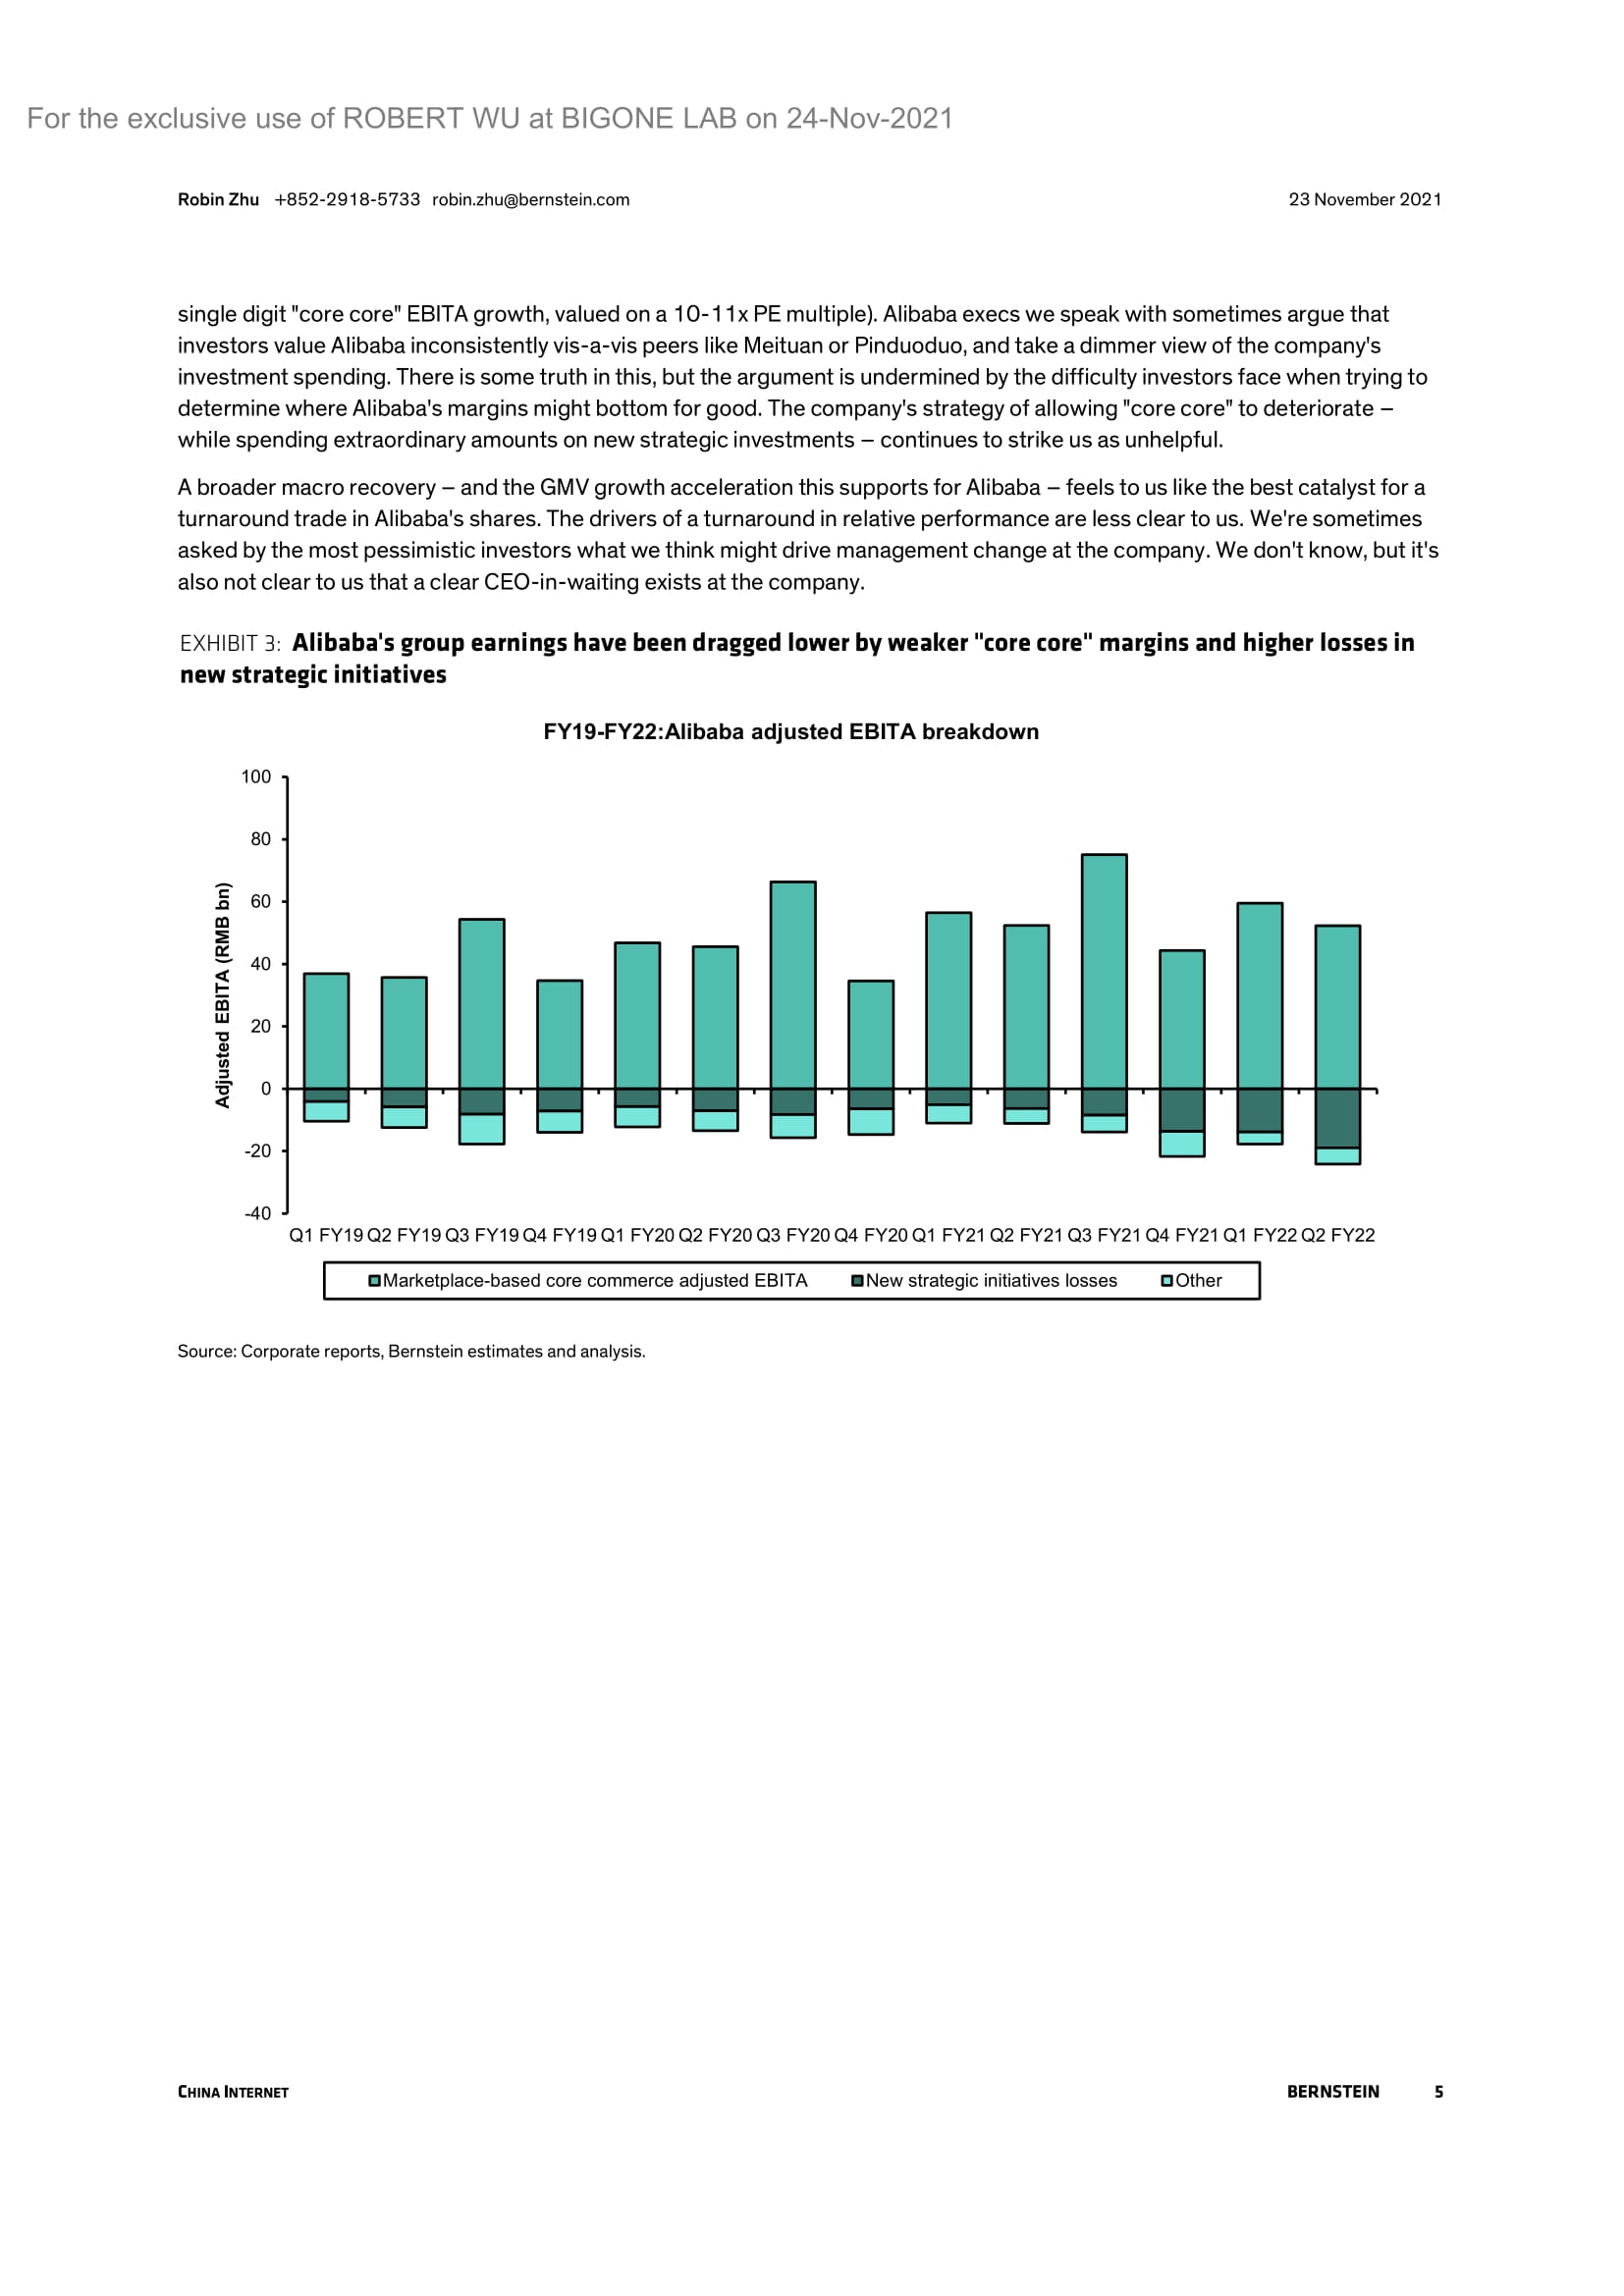 For the exclusive use of ROBERT WU at BIGONE LAB on 24-Nov-2021
Robin Zhu +852-2918-5733 robin.zhu@bernstein.com
23 November 2021
single digit "core core" EBITA growth, valued on a 10-11x PE multiple). Alibaba execs we speak with sometimes argue that
investors value Alibaba inconsistently vis-a-vis peers like Meituan or Pinduoduo, and take a dimmer view of the company's
investment spending. There is some truth in this, but the argument is undermined by the difficulty investors face when trying to
determine where Alibaba's margins might bottom for good. The company's strategy of allowing "core core" to deteriorate –
while spending extraordinary amounts on new strategic investments – continues to strike us as unhelpful.
A broader macro recovery – and the GMV growth acceleration this supports for Alibaba – feels to us like the best catalyst for a
turnaround trade in Alibaba's shares. The drivers of a turnaround in relative performance are less clear to us. We're sometimes
asked by the most pessimistic investors what we think might drive management change at the company. We don't know, but it's
also not clear to us that a clear CEO-in-waiting exists at the company.
EXHIBIT 3: Alibaba's group earnings have been dragged lower by weaker "core core" margins and higher losses in
new strategic initiatives
FY19-FY22:Alibaba adjusted EBITA breakdown
Adjusted EBITA (RMB bn)
100
80
60
40
20
0
-20
-40
Q1 FY19 Q2 FY19 Q3 FY19 Q4 FY19 Q1 FY20 Q2 FY20 Q3 FY20 Q4 FY20 Q1 FY21 Q2 FY21 Q3 FY21 Q4 FY21 Q1 FY22 Q2 FY22
Marketplace-based core commerce adjusted EBITA New strategic initiatives losses Other
Source: Corporate reports, Bernstein estimates and analysis.
CHINA INTERNET
BERNSTEIN 5